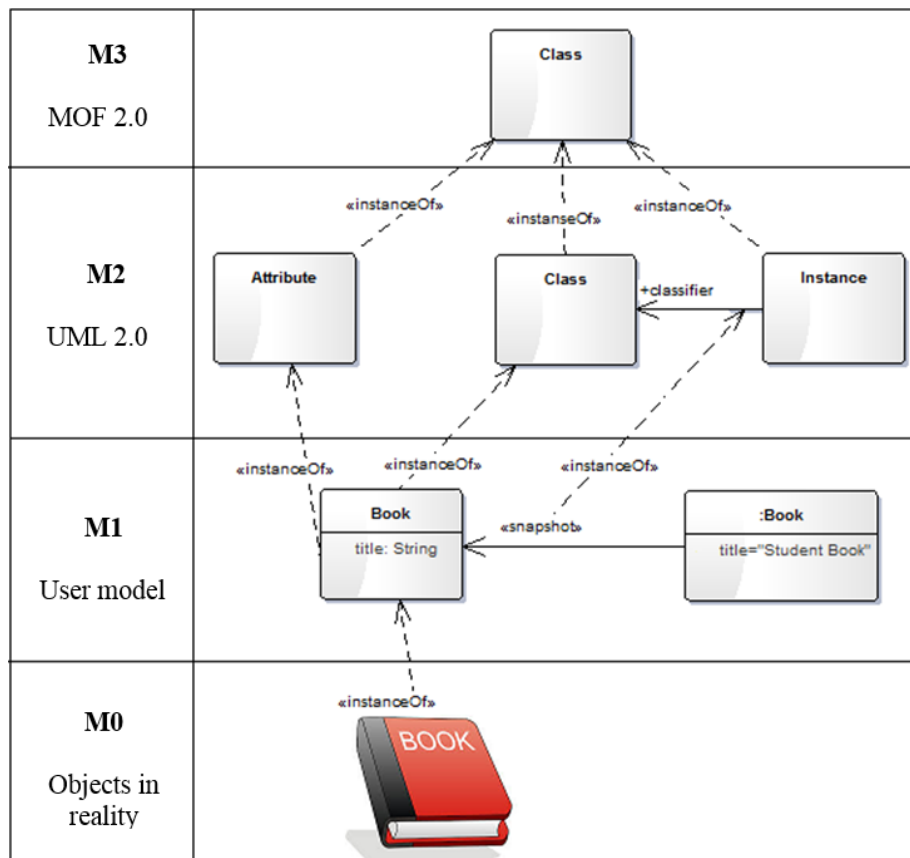 M3
MOF 2.0
Class
M2
UML 2.0
«instanceOf»
«instanseOf»
«instanceOf»
Attribute
Class
+classifier
Instance
M1
User model
«instanceOf»
«instanceOf»
«instanceOf»
Book
title: String
«snapshot»
:Book
title="Student Book"
M0
Objects in
reality
«instanceOf»
BOOK